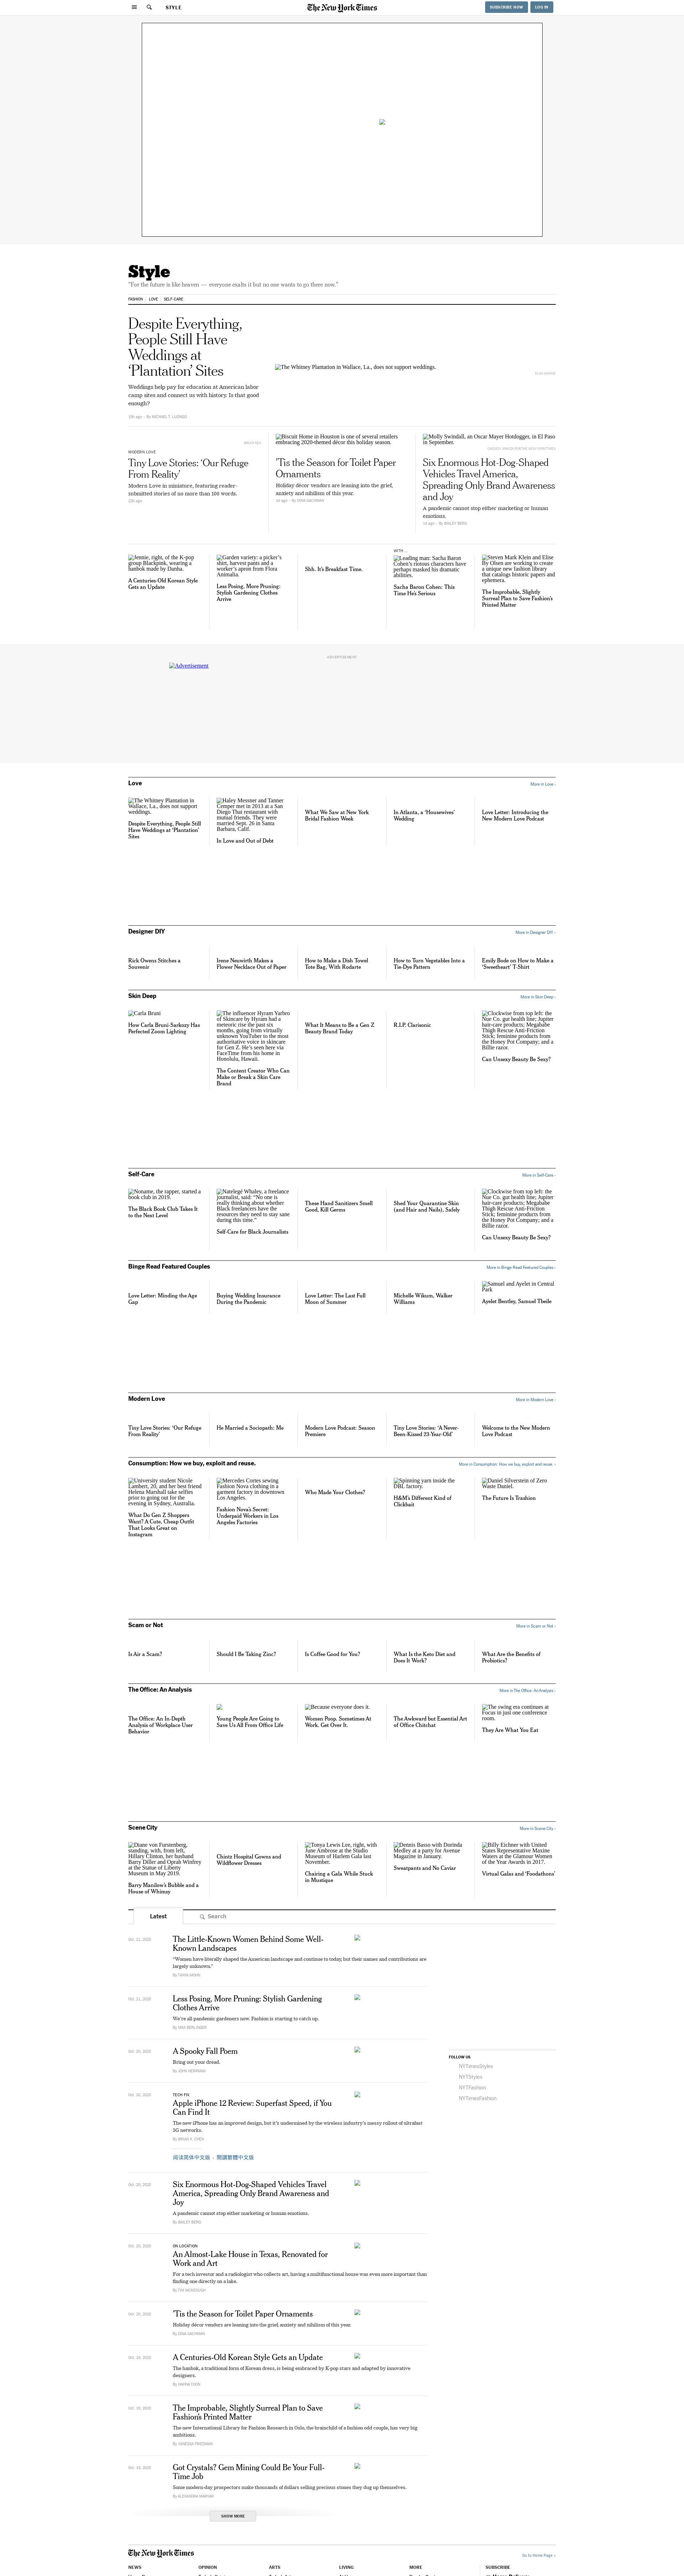 STYLE
The New York Times
SUBSCRIBE NOW
LOG IN
Style
"For people the future is like heaven — everyone exalts it but no one wants to go there now."
FASHION
LOVE
SELF-CARE
Despite Everything,
People Still Have
Weddings at
‘Plantation’ Sites
Weddings help pay for education at American labor
camp sites and connect us with history. Is that good
enough?
The Whitney Plantation in Wallace, La., does not support weddings.
MODERN LOVE
Tiny Love Stories: ‘Our Refuge
From Reality’
Modern Love in miniature, featuring reader-
submitted stories of no more than 100 words.
Biscuit Home in Houston is one of several retailers
embracing 2020-themed décor this holiday season.
’Tis the Season for Toilet Paper
Ornaments
Holiday décor vendors are leaning into the grief,
anxiety and nihilism of this year.
Molly Swindall, an Oscar Mayer Hotdogger, in El Paso
in September.
Six Enormous Hot-Dog-Shaped
Vehicles Travel America,
Spreading Only Brand Awareness
and Joy
A pandemic cannot stop either marketing or human
emotions.
By BAILEY BERG
Jennie, right, of the K-pop
group Blackpink, wearing a
hanbok made by Danha.
A Centuries-Old Korean Style
Gets an Update
Garden variety: a picker’s
shirt, harvest pants and a
worker’s apron from Flora
Animalia.
Less Posing, More Pruning:
Stylish Gardening Clothes
Arrive
Shh. It’s Breakfast Time.
WITH ...
Leading man: Sacha Baron
Cohen’s riotous characters have
perhaps masked his dramatic
abilities.
Sacha Baron Cohen: This
Time He’s Serious
Steven Mark Klein and Elise
By Olsen are working to create
a unique new fashion library
that catalogs historic papers and
ephemera.
The Improbable, Slightly
Surreal Plan to Save Fashion’s
Printed Matter
ADVERTISEMENT
Advertisement
Love
More in Love ›
The Whitney Plantation in
Wallace, La., does not support
weddings.
Despite Everything, People Still
Have Weddings at ‘Plantation’
Sites
Haley Messner and Tanner
Cemper met in 2013 at a San
Diego Thai restaurant with
mutual friends. They were
married Sept. 26 in Santa
Barbara, Calif.
In Love and Out of Debt
What We Saw at New York
Bridal Fashion Week
In Atlanta, a ‘Housewives’
Wedding
Love Letter: Introducing the
New Modern Love Podcast
Designer DIY
More in Designer DIY ›
Rick Owens Stitches a
Souvenir
Irene Neuwirth Makes a
Flower Necklace Out of Paper
How to Make a Dish Towel
Tote Bag, With Rodarte
How to Turn Vegetables Into a
Tie-Dye Pattern
Emily Bode on How to Make a
‘Sweetheart’ T-Shirt
Skin Deep
More in Skin Deep ›
Carla Bruni
How Carla Bruni-Sarkozy Has
Perfected Zoom Lighting
The influencer Hyram Yarbro
of Skincare by Hyram had a
meteoric rise the past six
months, going from virtually
unknown YouTuber to the most
authoritative voice in skincare
for Gen Z. He’s seen here via
FaceTime from his home in
Honolulu, Hawaii.
The Content Creator Who Can
Make or Break a Skin Care
Brand
What It Means to Be a Gen Z
Beauty Brand Today
R.I.P. Clarisonic
Clockwise from top left: the
Nue Co. gut health line; Jupiter
hair-care products; Megababe
Thigh Rescue Anti-Friction
Stick; feminine products from
the Honey Pot Company; and a
Billie razor.
Can Unsexy Beauty Be Sexy?
Self-Care
More in Self-Care ›
Noname, the rapper, started a
book club in 2019.
The Black Book Club Takes It
to the Next Level
Natelegé Whaley, a freelance
journalist, said: “No one is
really thinking about whether
Black freelancers have the
resources they need to stay sane
during this time.”
Self-Care for Black Journalists
These Hand Sanitizers Smell
Good, Kill Germs
Shed Your Quarantine Skin
(and Hair and Nails), Safely
Clockwise from top left: the
Nue Co. gut health line; Jupiter
hair-care products; Megababe
Thigh Rescue Anti-Friction
Stick; feminine products from
the Honey Pot Company; and a
Billie razor.
Can Unsexy Beauty Be Sexy?
Binge Read Featured Couples
More in Binge Read Featured Couples ›
Love Letter: Minding the Age
Gap
Buying Wedding Insurance
During the Pandemic
Love Letter: The Last Full
Moon of Summer
Michelle Wikum, Walker
Williams
Samuel and Ayelet in Central
Park
Ayelet Bentley, Samuel Theile
Modern Love
More in Modern Love ›
Tiny Love Stories: ‘Our Refuge
From Reality’
He Married a Sociopath: Me
Modern Love Podcast: Season
Premiere
Tiny Love Stories: ‘A Never-
Been-Kissed 23-Year-Old’
Welcome to the New Modern
Love Podcast
Consumption: How we buy, exploit and reuse.
More in Consumption: How we buy, exploit and reuse. ›
University student Nicole
Lambert, 20, and her best friend
Helena Marshall take selfies
prior to going out for the
evening in Sydney, Australia.
What Do Gen Z Shoppers
Want? A Cute, Cheap Outfit
That Looks Great on
Instagram
Mercedes Cortes sewing
Fashion Nova clothing in a
garment factory in downtown
Los Angeles.
Fashion Nova’s Secret:
Underpaid Workers in Los
Angeles Factories
Who Made Your Clothes?
Spinning yarn inside the
DBL factory.
H&M’s Different Kind of
Clickbait
Daniel Silverstein of Zero
Waste Daniel.
The Future Is Trashion
Scam or Not
More in Scam or Not ›
Is Air a Scam?
Should I Be Taking Zinc?
Is Coffee Good for You?
What Is the Keto Diet and
Does It Work?
What Are the Benefits of
Probiotics?
The Office: An Analysis
More in The Office: An Analysis ›
The Office: An In-Depth
Analysis of Workplace User
Behavior
Young People Are Going to
Save Us All From Office Life
Because everyone does it.
Women Poop. Sometimes At
Work. Get Over It.
The Awkward but Essential Art
of Office Chitchat
The swing era continues at
Focus in just one conference
room.
They Are What You Eat
Scene City
More in Scene City ›
Diane von Furstenberg,
standing, with, from left,
Hillary Clinton, her husband
Barry Diller and Oprah Winfrey
at the Statue of Liberty
Museum in May 2019.
Barry Manilow’s Bubble and a
House of Whimsy
Chintz Hospital Gowns and
Wildflower Dresses
Tonya Lewis Lee, right, with
June Ambrose at the Studio
Museum of Harlem Gala last
November.
Chairing a Gala While Stuck
in Mustique
Dennis Basso with Dorinda
Medley at a party for Avenue
Magazine in January.
Sweatpants and No Caviar
Billy Eichner with United
States Representative Maxine
Waters at the Glamour Women
of the Year Awards in 2017.
Virtual Galas and ‘Foodathons’
Latest
Search
Oct. 21, 2020
The Little-Known Women Behind Some Well-
Known Landscapes
“Women have literally shaped the American landscape and continue to today, but their names and contributions are
largely unknown.”
Oct. 21, 2020
Less Posing, More Pruning: Stylish Gardening
Clothes Arrive
We’re all pandemic gardeners now. Fashion is starting to catch up.
By MAX BERLINGER
Oct. 20, 2020
A Spooky Fall Poem
Bring out your dread.
Oct. 20, 2020
TECH FIX
Apple iPhone 12 Review: Superfast Speed, if You
Can Find It
The new iPhone has an improved design, but it’s undermined by the wireless industry’s messy rollout of ultrafast
5G networks.
By BRIAN X. CHEN
阅读简体中文版 • 閱讀繁體中文版
Oct. 20, 2020
Six Enormous Hot-Dog-Shaped Vehicles Travel
America, Spreading Only Brand Awareness and
Joy
A pandemic cannot stop either marketing or human emotions.
By BAILEY BERG
Oct. 20, 2020
ON LOCATION
An Almost-Lake House in Texas, Renovated for
Work and Art
For a tech investor and a radiologist who collects art, having a multifunctional house was even more important than
finding one directly on a lake.
By TIM McKEOUGH
Oct. 20, 2020
’Tis the Season for Toilet Paper Ornaments
Holiday décor vendors are leaning into the grief, anxiety and nihilism of this year.
Oct. 19, 2020
A Centuries-Old Korean Style Gets an Update
The hanbok, a traditional form of Korean dress, is being embraced by K-pop stars and adapted by innovative
designers.
Oct. 19, 2020
The Improbable, Slightly Surreal Plan to Save
Fashion’s Printed Matter
The new International Library for Fashion Research in Oslo, the brainchild of a fashion odd couple, has very big
ambitions.
By VANESSA FRIEDMAN
Oct. 19, 2020
Got Crystals? Gem Mining Could Be Your Full-
Time Job
Some modern-day prospectors make thousands of dollars selling precious stones they dug up themselves.
By ALEXANDRA MARVAR
SHOW MORE
FOLLOW US
NYTimesStyles
NYTStyles
NYTFashion
NYTimesFashion
The New York Times
Go to Home Page »
NEWS
OPINION
ARTS
LIVING
MORE
SUBSCRIBE